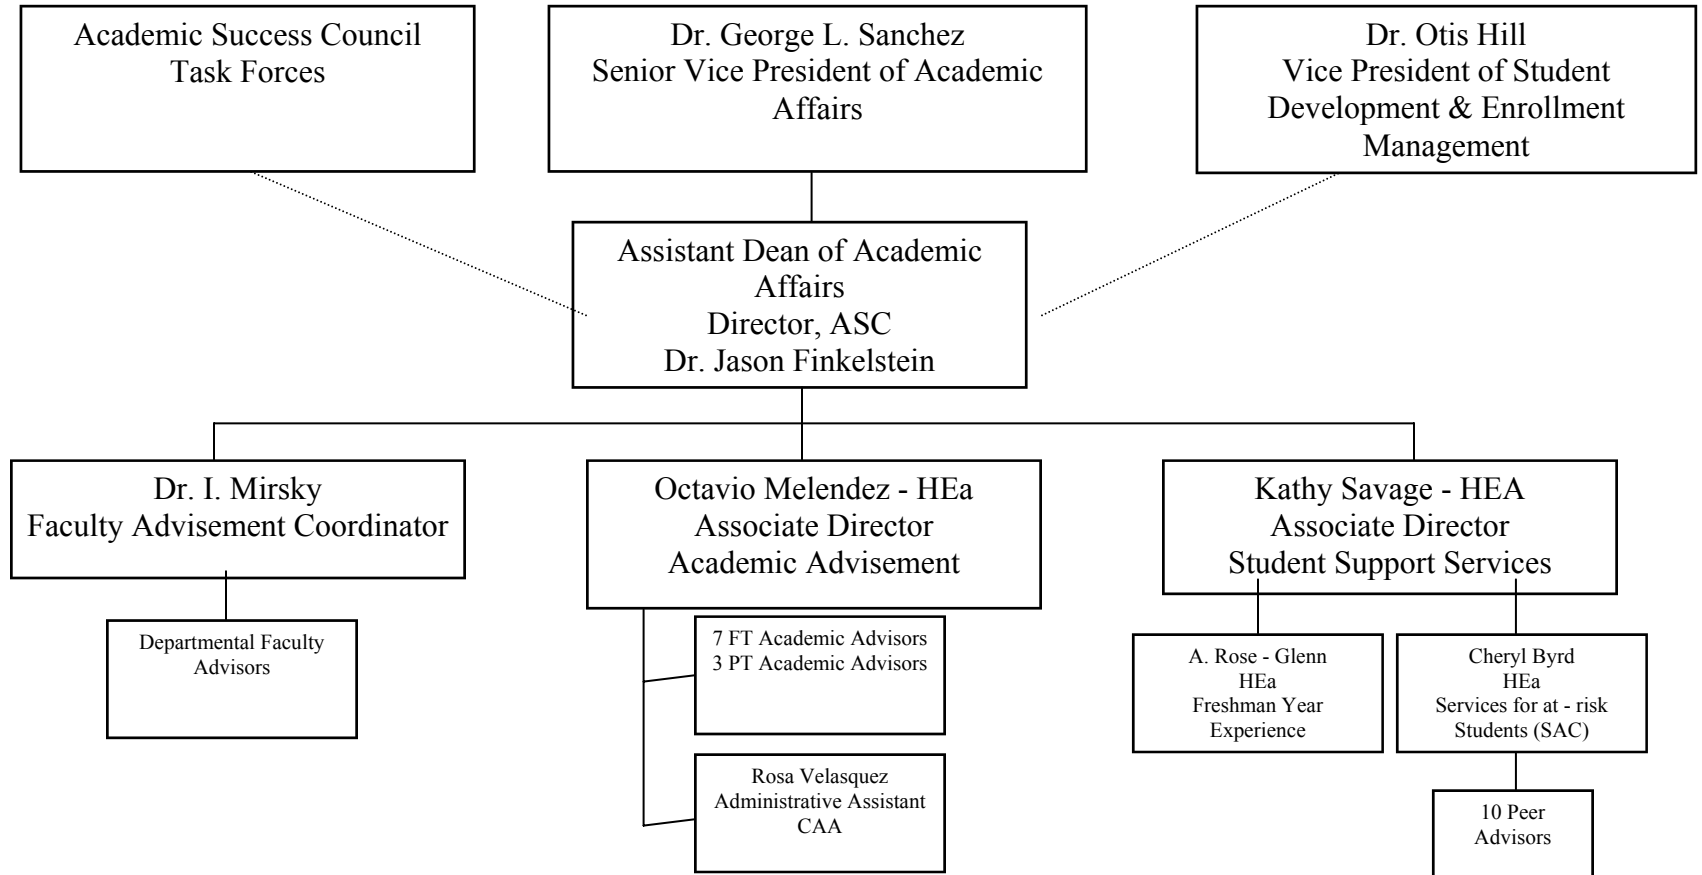 Academic Success Council
Task Forces
Dr. George L. Sanchez
Senior Vice President of Academic
Affairs
Dr. Otis Hill
Vice President of Student
Development & Enrollment
Management
Assistant Dean of Academic
Affairs
Director, ASC
Dr. Jason Finkelstein
Dr. I. Mirsky
Faculty Advisement Coordinator
Octavio Melendez - HEa
Associate Director
Academic Advisement
Kathy Savage - HEA
Associate Director
Student Support Services
Departmental Faculty
Advisors
7 FT Academic Advisors
3 PT Academic Advisors
Rosa Velasquez
Administrative Assistant
CAA
A. Rose - Glenn
HEa
Freshman Year
Experience
Cheryl Byrd
HEa
Services for at - risk
Students (SAC)
10 Peer
Advisors